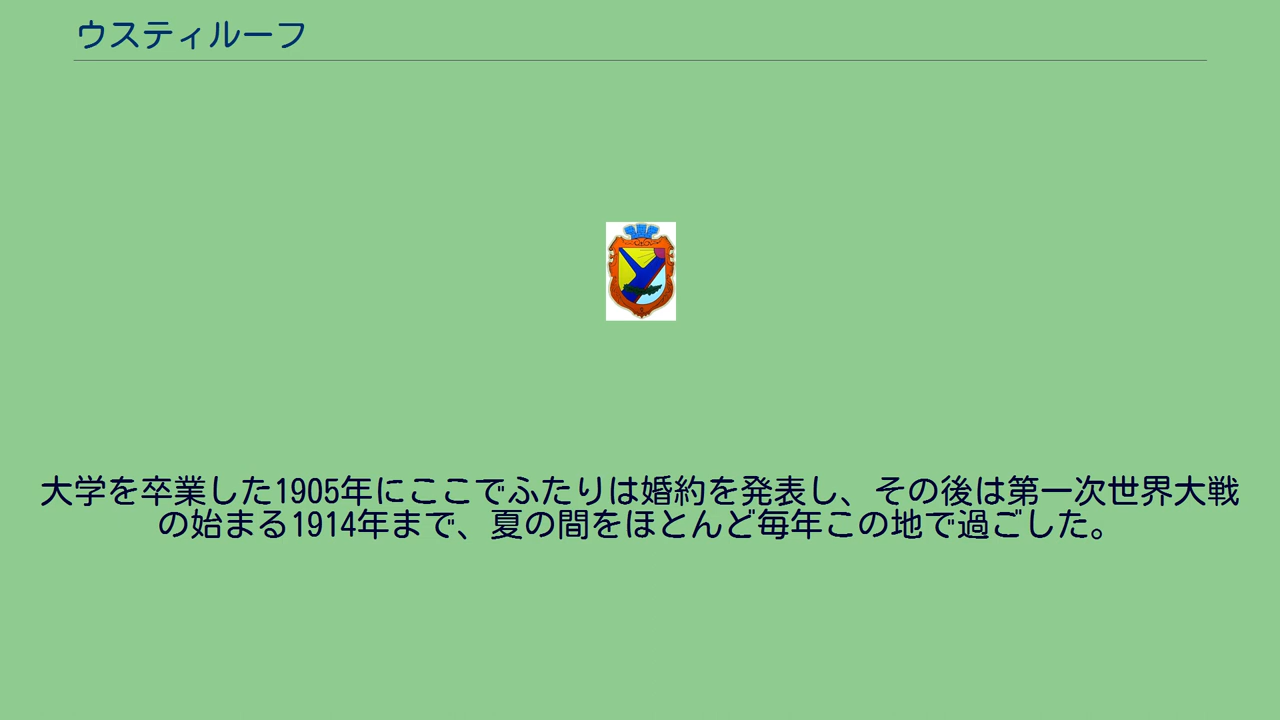 ウスティルーフ
大学を卒業した1905年にここでふたりは婚約を発表し、その後は第一次世界大戦
の始まる1914年まで、夏の間をほとんど毎年この地で過ごした。